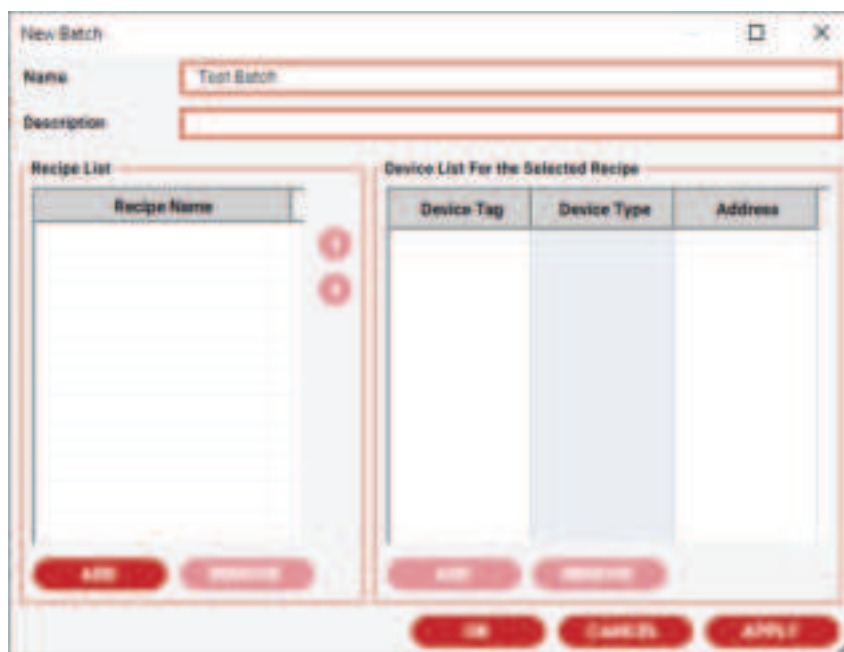 New Batch
Name Test Batch
Description
Recipe List
Recipe Name
Device List For the Selected Recipe
Device Tag Device Type Address
ADD REMOVE
ADD REMOVE
OK CANCEL APPLY